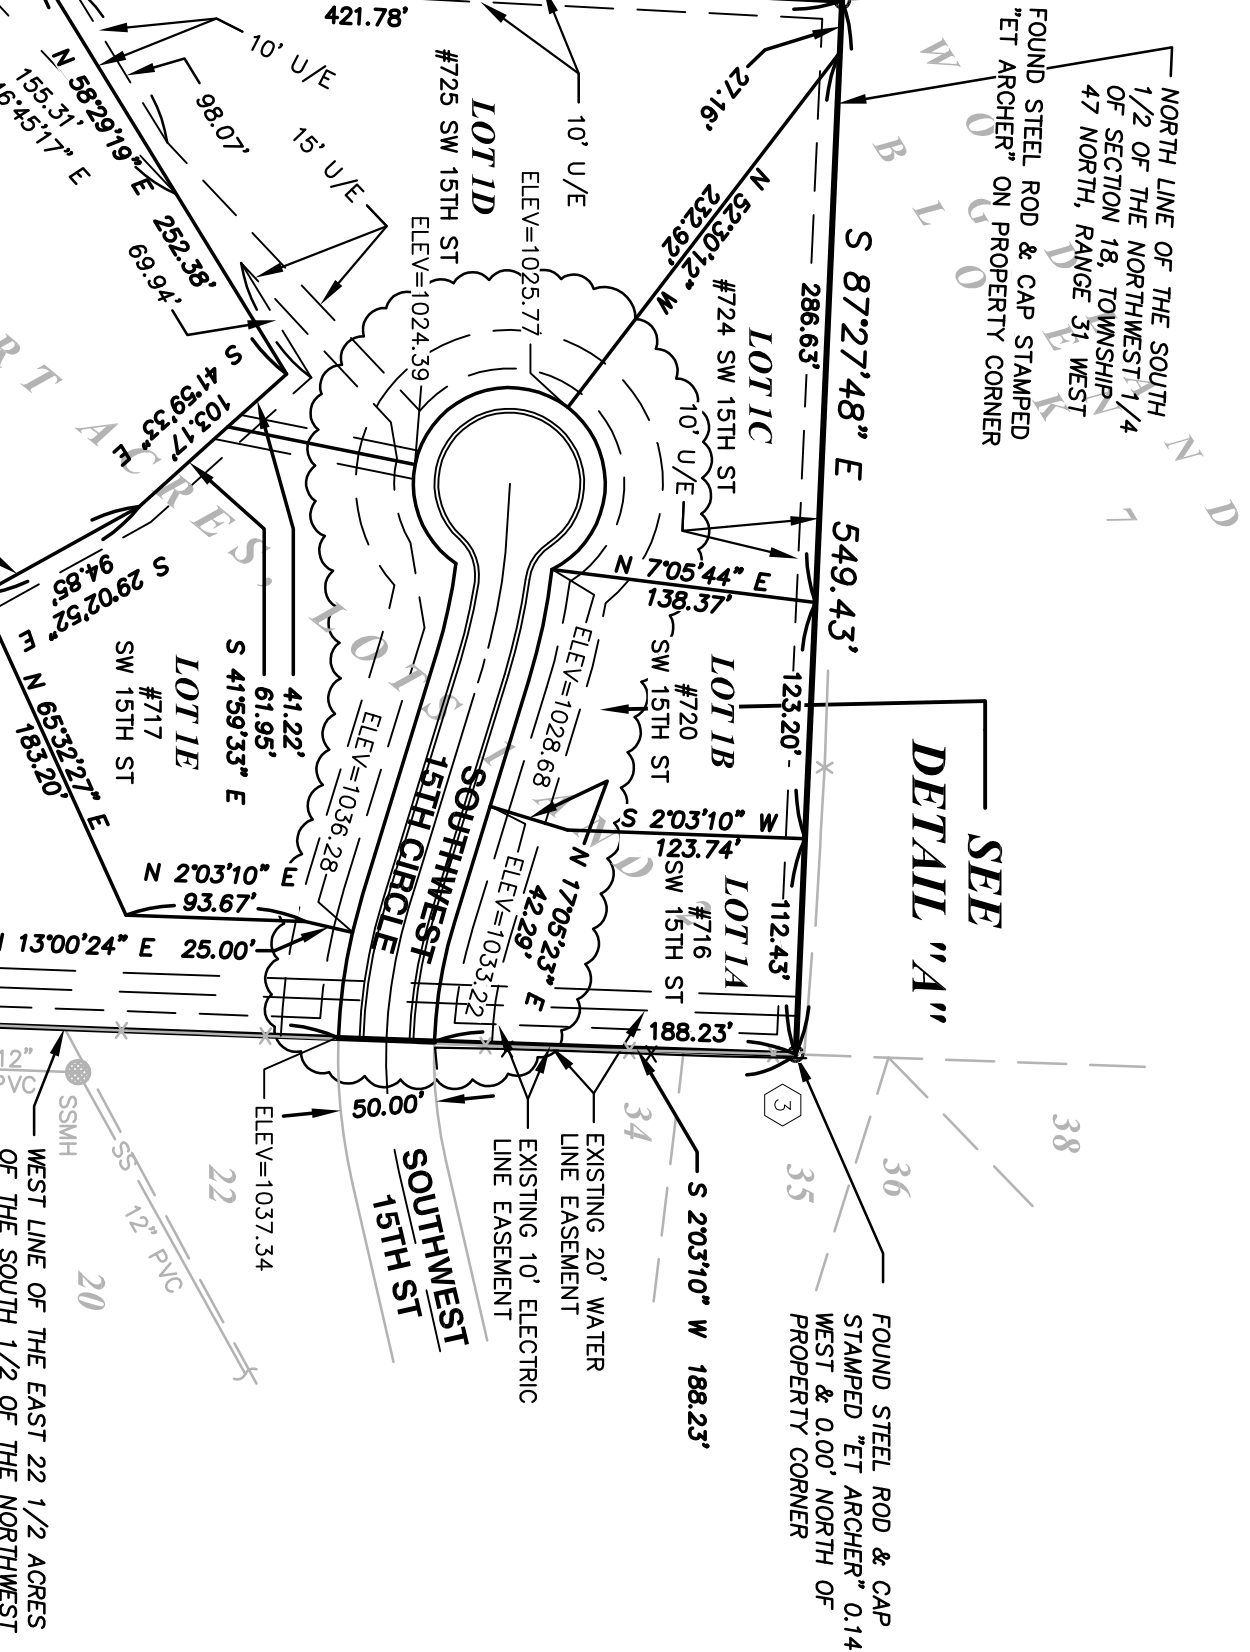 NORTH LINE OF THE SOUTH
1/2 OF THE NORTHWEST 1/4
OF SECTION 18, TOWNSHIP
47 NORTH, RANGE 31 WEST
FOUND STEEL ROD & CAP STAMPED
"ET ARCHER" ON PROPERTY CORNER
W O G D E N
L A N D
B L O C K 7
SEE
DETAIL "A"
S 87°27'48" E 549.43'
27.16'
286.63'
123.20'
112.43'
421.78'
10' U/E
98.07'
10' U/E
15' U/E
N 58°29'19" E 252.38'
155.31'
6°45'17" E
69.94'
LOT 1D
#725 SW 15TH ST
ELEV=1025.77
ELEV=1024.39
N 52°30'12" W
232.92'
LOT 1C
#724 SW 15TH ST
10' U/E
N 7°05'44" E
138.37'
LOT 1B
#720
SW 15TH ST
ELEV=1028.68
S 2°03'10" W
123.74'
LOT 1A
#716
SW 15TH ST
N 17°05'23" E
42.29'
ELEV=1033.22
188.23'
SOUTHWEST
15TH CIRCLE
ELEV=1036.28
S 41°59'33" E
103.17'
41.22'
61.95'
S 41°59'33" E
S 29°02'52" E
94.85'
LOT 1E
#717
SW 15TH ST
N 65°32'27" E
183.20'
N 2°03'10" E
93.67'
13°00'24" E 25.00'
RT ACRES, LOTS 1 AND 2
50.00'
ELEV=1037.34
SOUTHWEST
15TH ST
EXISTING 20' WATER
LINE EASEMENT
EXISTING 10' ELECTRIC
LINE EASEMENT
S 2°03'10" W 188.23'
3
38
36
35
34
22
20
12"
PVC
SSMH
SS
12" PVC
FOUND STEEL ROD & CAP
STAMPED "ET ARCHER" 0.14
WEST & 0.00' NORTH OF
PROPERTY CORNER
WEST LINE OF THE EAST 22 1/2 ACRES
OF THE SOUTH 1/2 OF THE NORTHWEST